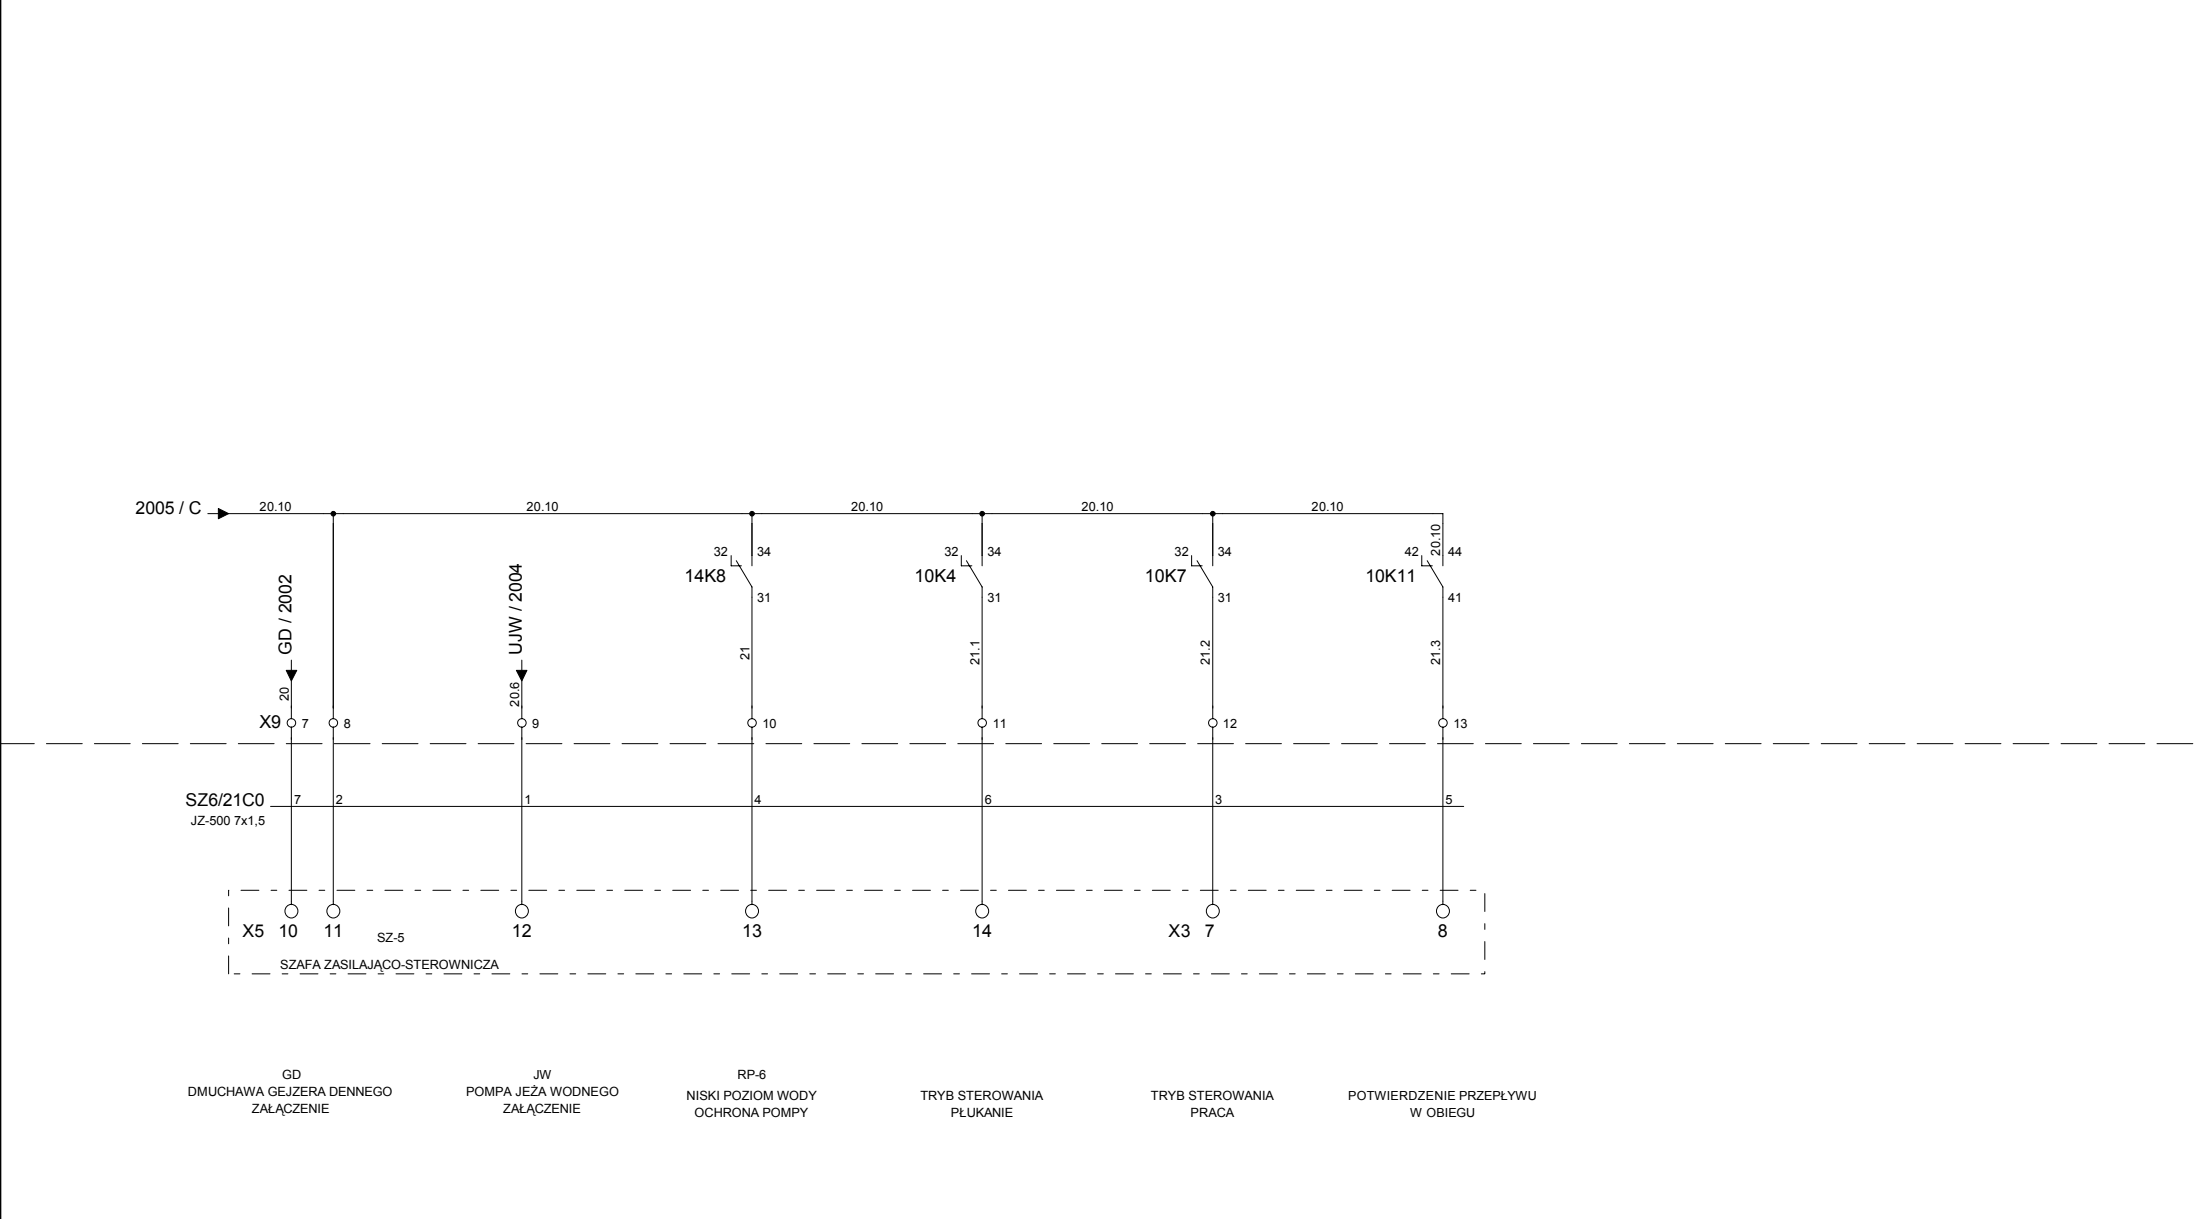 2005 / C
20.10
20.10
20.10
20.10
20.10
20.10
32 34
14K8
31
32 34
10K4
31
32 34
10K7
31
42 44
10K11
41
GD / 2002
UJW / 2004
20
20.6
21
21.1
21.2
21.3
X9 7 8 9 10 11 12 13
SZ6/21C0 7 2 1 4 6 3 5
JZ-500 7x1,5
X5 10 11 12 13 14 X3 7 8
SZ-5
SZAFA ZASILAJĄCO-STEROWNICZA
GD
DMUCHAWA GEJZERA DENNEGO
ZAŁĄCZENIE
JW
POMPA JEŻA WODNEGO
ZAŁĄCZENIE
RP-6
NISKI POZIOM WODY
OCHRONA POMPY
TRYB STEROWANIA
PŁUKANIE
TRYB STEROWANIA
PRACA
POTWIERDZENIE PRZEPŁYWU
W OBIEGU